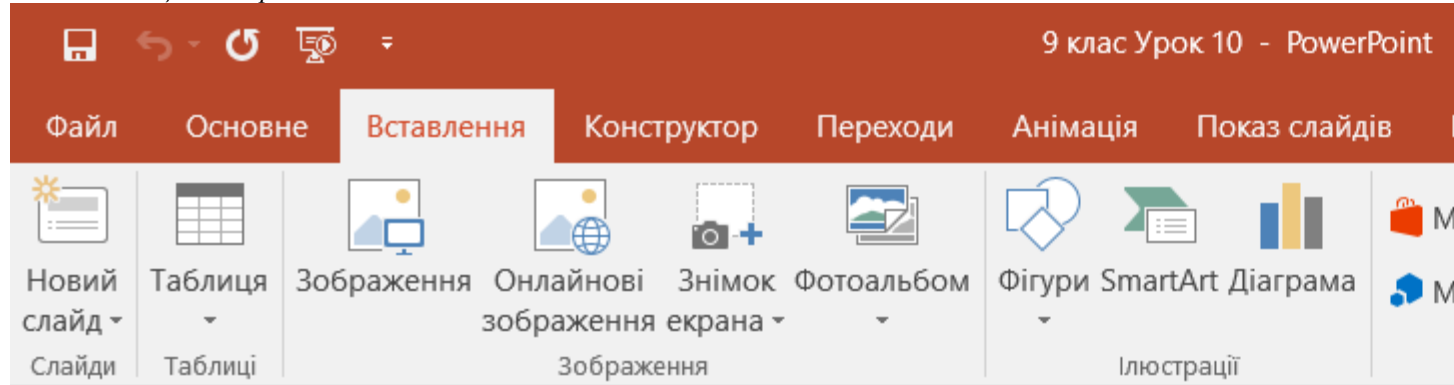 9 клас Урок 10 - PowerPoint
Файл Основне Вставлення Конструктор Переходи Анімація Показ слайдів
Новий Таблиця Зображення Онлайнові Знімок Фотоальбом Фігури SmartArt Діаграма
слайд зображення екрана
Слайди Таблиці Зображення Ілюстрації